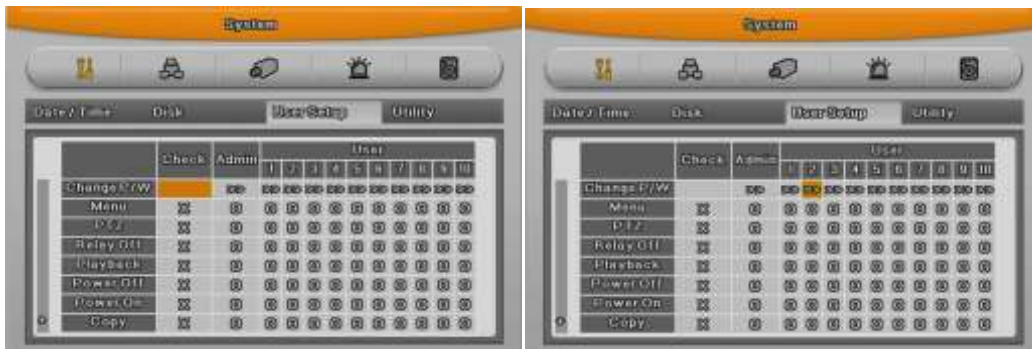 System
Date / Time Disk User Setup Utility
Check Admin User
1 2 3 4 5 6 7 8 9 10
Change P/W
Menu
PTZ
Relay Off
Playback
Power Off
Power On
Copy
System
Date / Time Disk User Setup Utility
Check Admin User
1 2 3 4 5 6 7 8 9 10
Change P/W
Menu
PTZ
Relay Off
Playback
Power Off
Power On
Copy